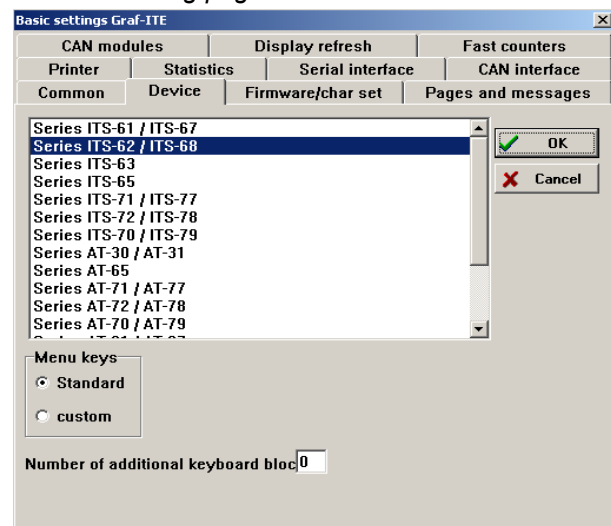 Basic settings Graf-ITE
CAN modules Display refresh Fast counters
Printer Statistics Serial interface CAN interface
Common Device Firmware/char set Pages and messages
Series ITS-61 / ITS-67
Series ITS-62 / ITS-68
Series ITS-63
Series ITS-65
Series ITS-71 / ITS-77
Series ITS-72 / ITS-78
Series ITS-70 / ITS-79
Series AT-30 / AT-31
Series AT-65
Series AT-71 / AT-77
Series AT-72 / AT-78
Series AT-70 / AT-79
OK
Cancel
Menu keys
Standard
custom
Number of additional keyboard bloc 0